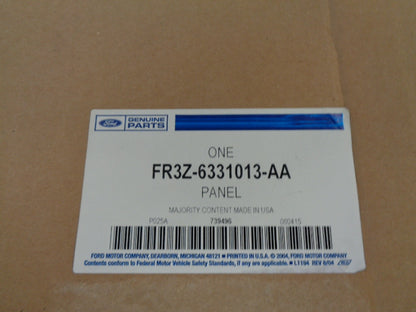 Ford
GENUINE
PARTS
ONE
FR3Z-6331013-AA
PANEL
MAJORITY CONTENT MADE IN USA
P025A 739496 060415
FORD MOTOR COMPANY, DEARBORN, MICHIGAN 48121 ■ PRINTED IN U.S.A. © 2004, FORD MOTOR COMPANY
Contents conform to Federal Motor Vehicle Safety Standards, if any are applicable. ■ L1194 REV 8/04